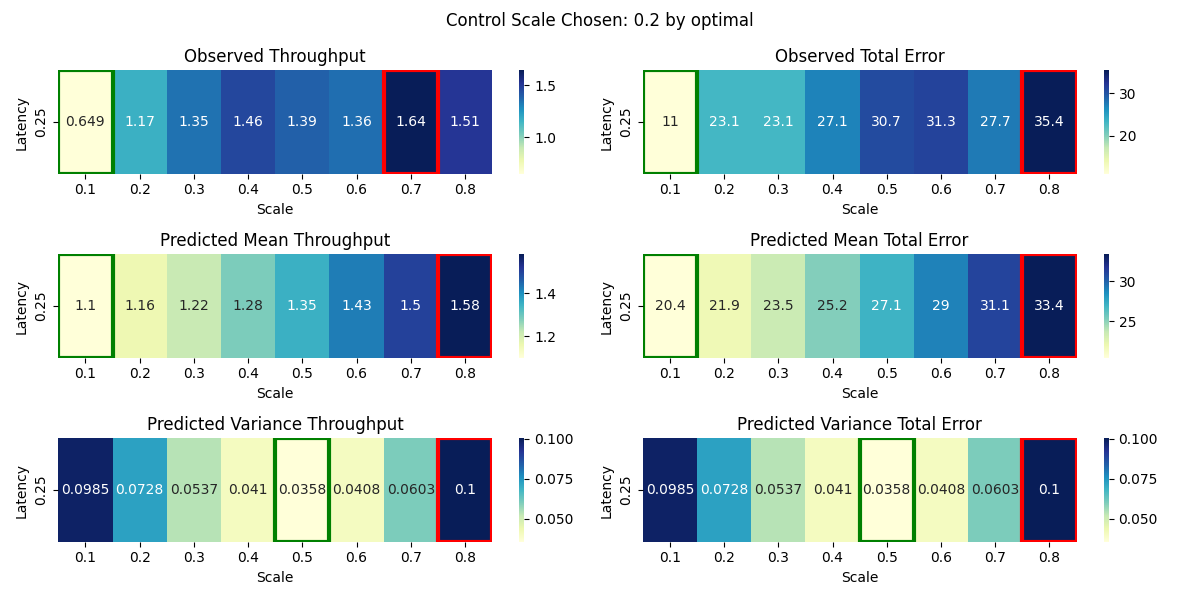 Control Scale Chosen: 0.2 by optimal
Observed Throughput
Latency
0.25
0.649 1.17 1.35 1.46 1.39 1.36 1.64 1.51
0.1 0.2 0.3 0.4 0.5 0.6 0.7 0.8
Scale
1.5
1.0
Observed Total Error
Latency
0.25
11 23.1 23.1 27.1 30.7 31.3 27.7 35.4
0.1 0.2 0.3 0.4 0.5 0.6 0.7 0.8
Scale
30
20
Predicted Mean Throughput
Latency
0.25
1.1 1.16 1.22 1.28 1.35 1.43 1.5 1.58
0.1 0.2 0.3 0.4 0.5 0.6 0.7 0.8
Scale
1.4
1.2
Predicted Mean Total Error
Latency
0.25
20.4 21.9 23.5 25.2 27.1 29 31.1 33.4
0.1 0.2 0.3 0.4 0.5 0.6 0.7 0.8
Scale
30
25
Predicted Variance Throughput
Latency
0.25
0.0985 0.0728 0.0537 0.041 0.0358 0.0408 0.0603 0.1
0.1 0.2 0.3 0.4 0.5 0.6 0.7 0.8
Scale
0.100
0.075
0.050
Predicted Variance Total Error
Latency
0.25
0.0985 0.0728 0.0537 0.041 0.0358 0.0408 0.0603 0.1
0.1 0.2 0.3 0.4 0.5 0.6 0.7 0.8
Scale
0.100
0.075
0.050